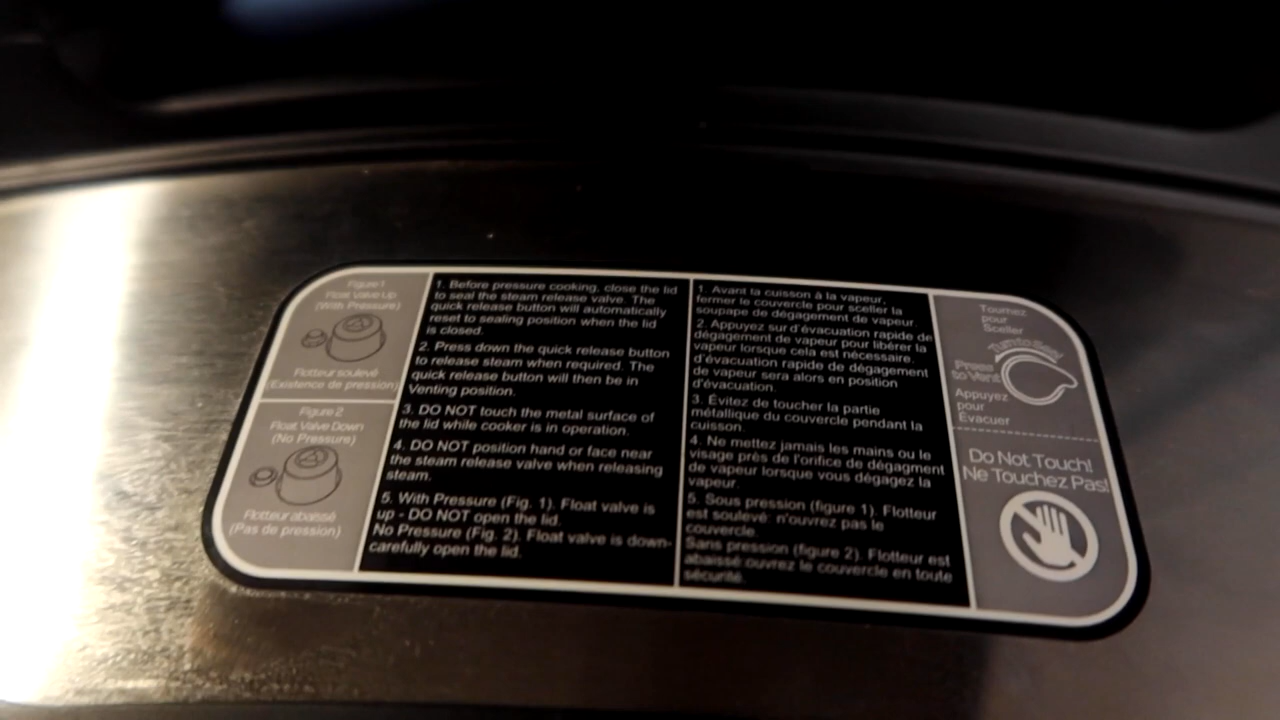 Figure 1
Float Valve Up
(With Pressure)
Flotteur soulevé
(Existence de pression)
Figure 2
Float Valve Down
(No Pressure)
Flotteur abaissé
(Pas de pression)
1. Before pressure cooking, close the lid
to seal the steam release valve. The
quick release button will automatically
reset to sealing position when the lid
is closed.
2. Press down the quick release button
to release steam when required. The
quick release button will then be in
Venting position.
3. DO NOT touch the metal surface of
the lid while cooker is in operation.
4. DO NOT position hand or face near
the steam release valve when releasing
steam.
5. With Pressure (Fig. 1). Float valve is
up - DO NOT open the lid.
No Pressure (Fig. 2). Float valve is down-
carefully open the lid.
1. Avant la cuisson à la vapeur,
fermer le couvercle pour sceller la
soupape de dégagement de vapeur.
2. Appuyez sur d'évacuation rapide de
dégagement de vapeur pour libérer la
vapeur lorsque cela est nécessaire.
d'évacuation rapide de dégagement
de vapeur sera alors en position
d'évacuation.
3. Évitez de toucher la partie
métallique du couvercle pendant la
cuisson.
4. Ne mettez jamais les mains ou le
visage près de l'orifice de dégagment
de vapeur lorsque vous dégagez la
vapeur.
5. Sous pression (figure 1). Flotteur
est soulevé: n'ouvrez pas le
couvercle.
Sans pression (figure 2). Flotteur est
abaissé ouvrez le couvercle en toute
sécurité.
Tournez
pour
Sceller
Turn to Seal
Press
to Vent
Appuyez
pour
Évacuer
Do Not Touch!
Ne Touchez Pas!